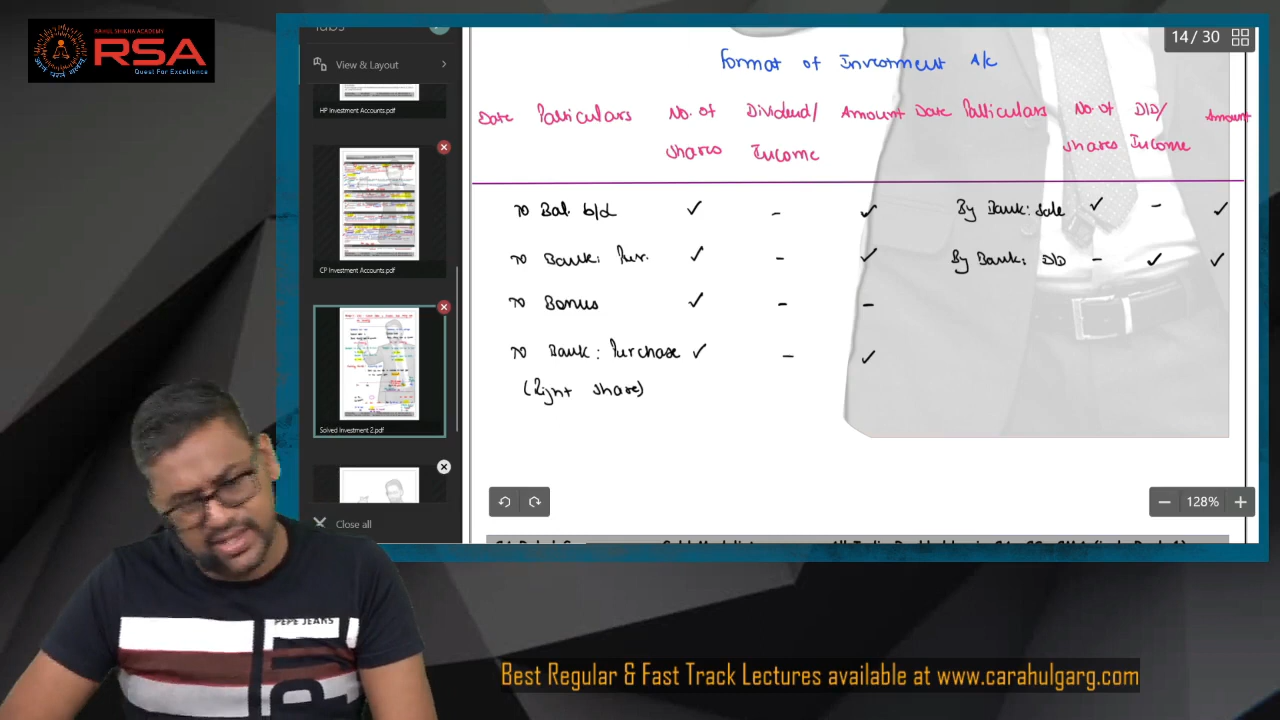 RAHUL SHIKHA ACADEMY
RSA
Quest For Excellence
View & Layout
HP Investment Accounts.pdf
CP Investment Accounts.pdf
Solved Investment 2.pdf
Close all
14 / 30
Format of Investment A/c
Date Particulars No. of shares Dividend/ Income Amount Date Particulars No. of shares DID/ Income Amount
To Bal. b/d ✓ - ✓ By Bank: Sale ✓ - ✓
To Bank: Pur. ✓ - ✓ By Bank: DID - ✓ ✓
To Bonus ✓ - -
To Bank: Purchase ✓ - ✓
(Right Share)
128%
PEPE JEANS
Best Regular & Fast Track Lectures available at www.carahulgarg.com